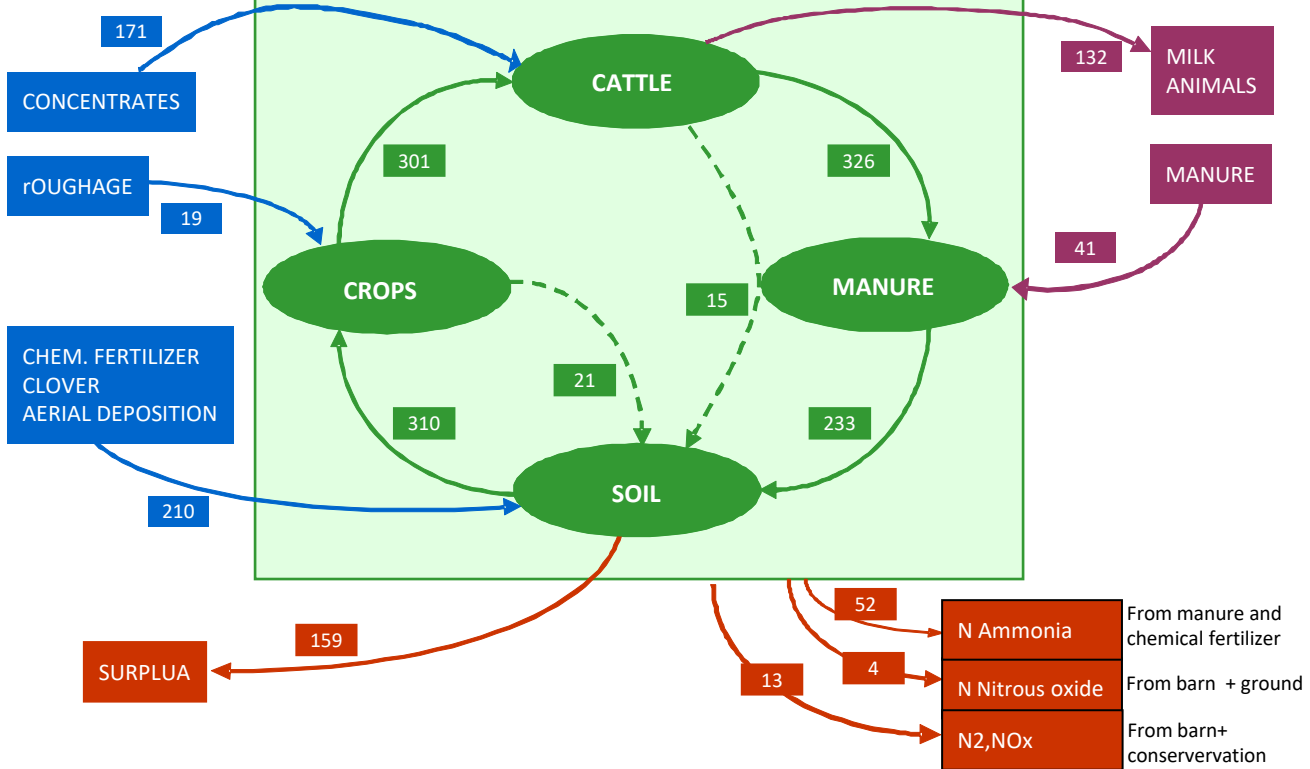 171
132
CONCENTRATES
CATTLE
MILK
ANIMALS
301
326
rOUGHAGE
MANURE
19
41
CROPS
MANURE
15
CHEM. FERTILIZER
CLOVER
AERIAL DEPOSITION
21
310
233
SOIL
210
52
N Ammonia
From manure and
chemical fertilizer
159
SURPLUA
4
N Nitrous oxide
From barn + ground
13
N2,NOx
From barn+
conservervation